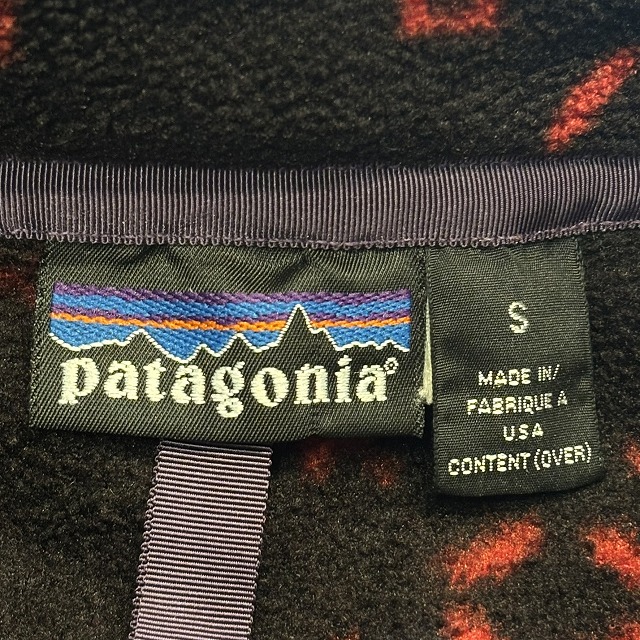 patagonia®
S
MADE IN/
FABRIQUE A
USA
CONTENT (OVER)